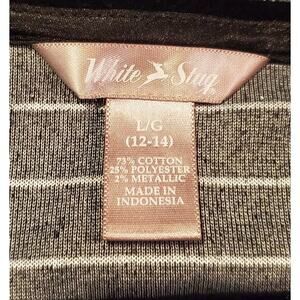 White Stag
L/G
(12-14)
73% COTTON
25% POLYESTER
2% METALLIC
MADE IN
INDONESIA